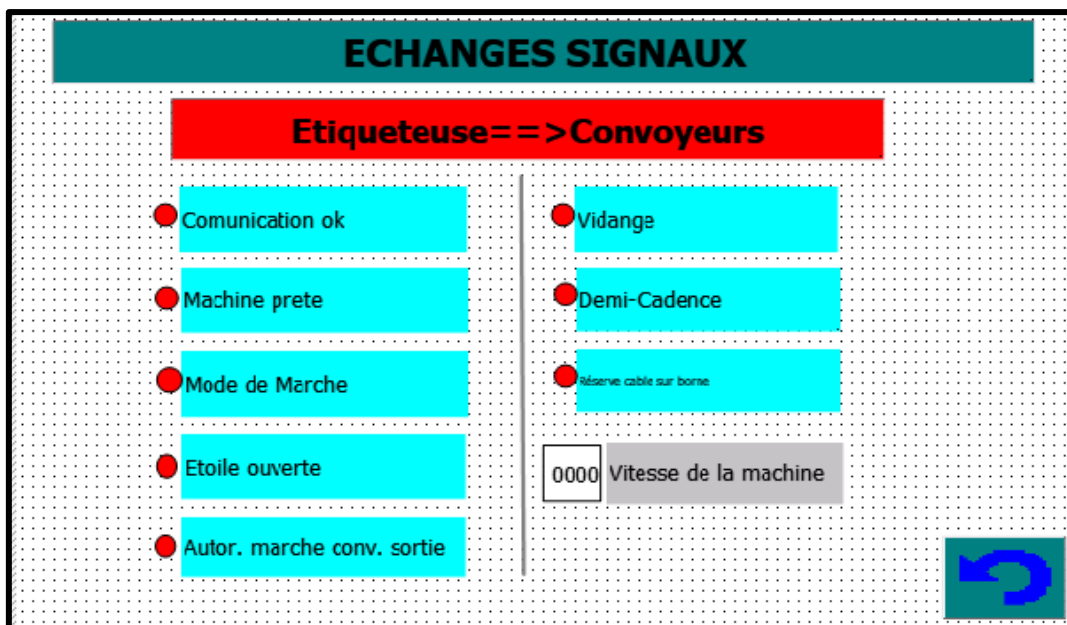 ECHANGES SIGNAUX
Etiqueteuse==>Convoyeurs
Comunication ok
Machine prete
Mode de Marche
Etoile ouverte
Autor. marche conv. sortie
Vidange
Demi-Cadence
Réserve cable sur borne
0000 Vitesse de la machine